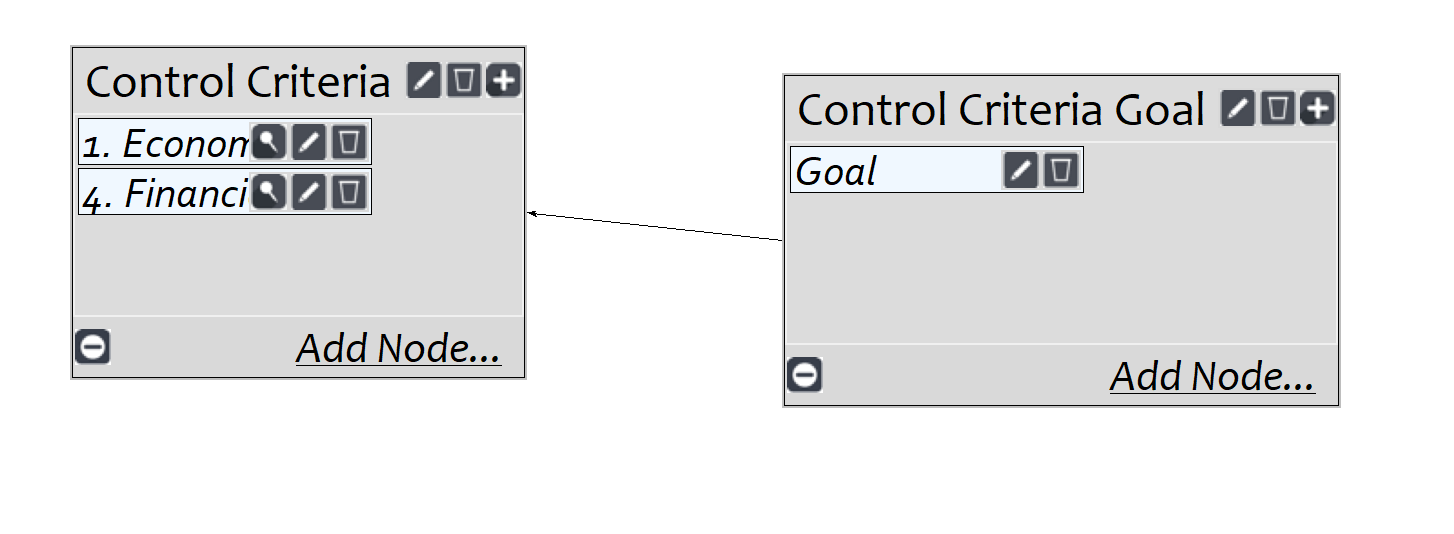 Control Criteria
1. Econom
4. Financi
Add Node...
Control Criteria Goal
Goal
Add Node...